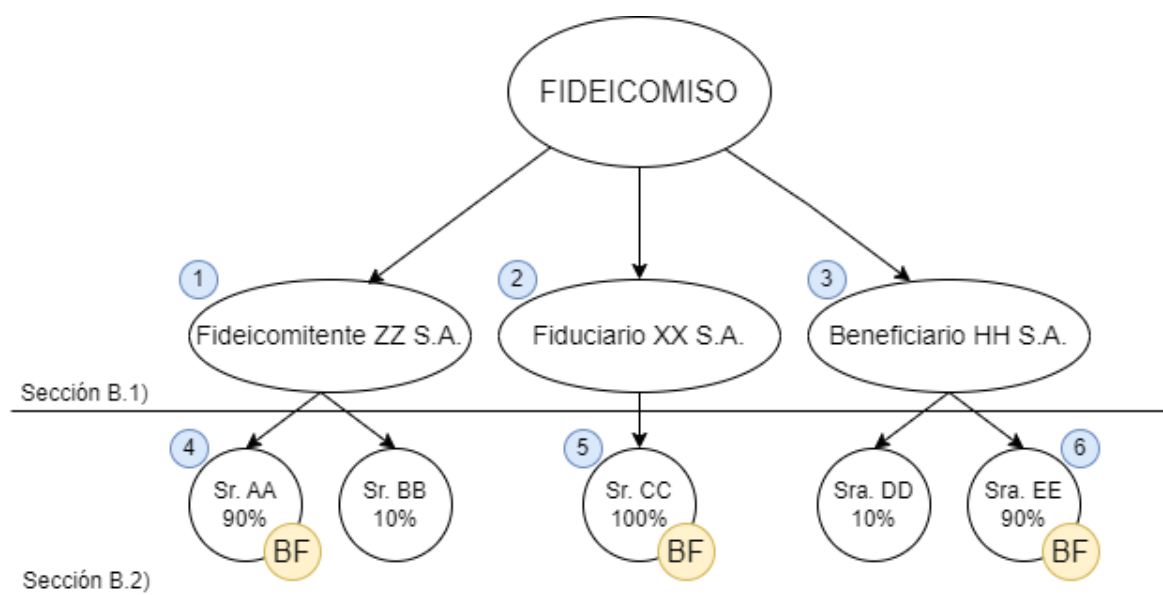 FIDEICOMISO
1
2
3
Fideicomitente ZZ S.A.
Fiduciario XX S.A.
Beneficiario HH S.A.
Sección B.1)
4
5
6
Sr. AA
90%
BF
Sr. BB
10%
Sr. CC
100%
BF
Sra. DD
10%
Sra. EE
90%
BF
Sección B.2)